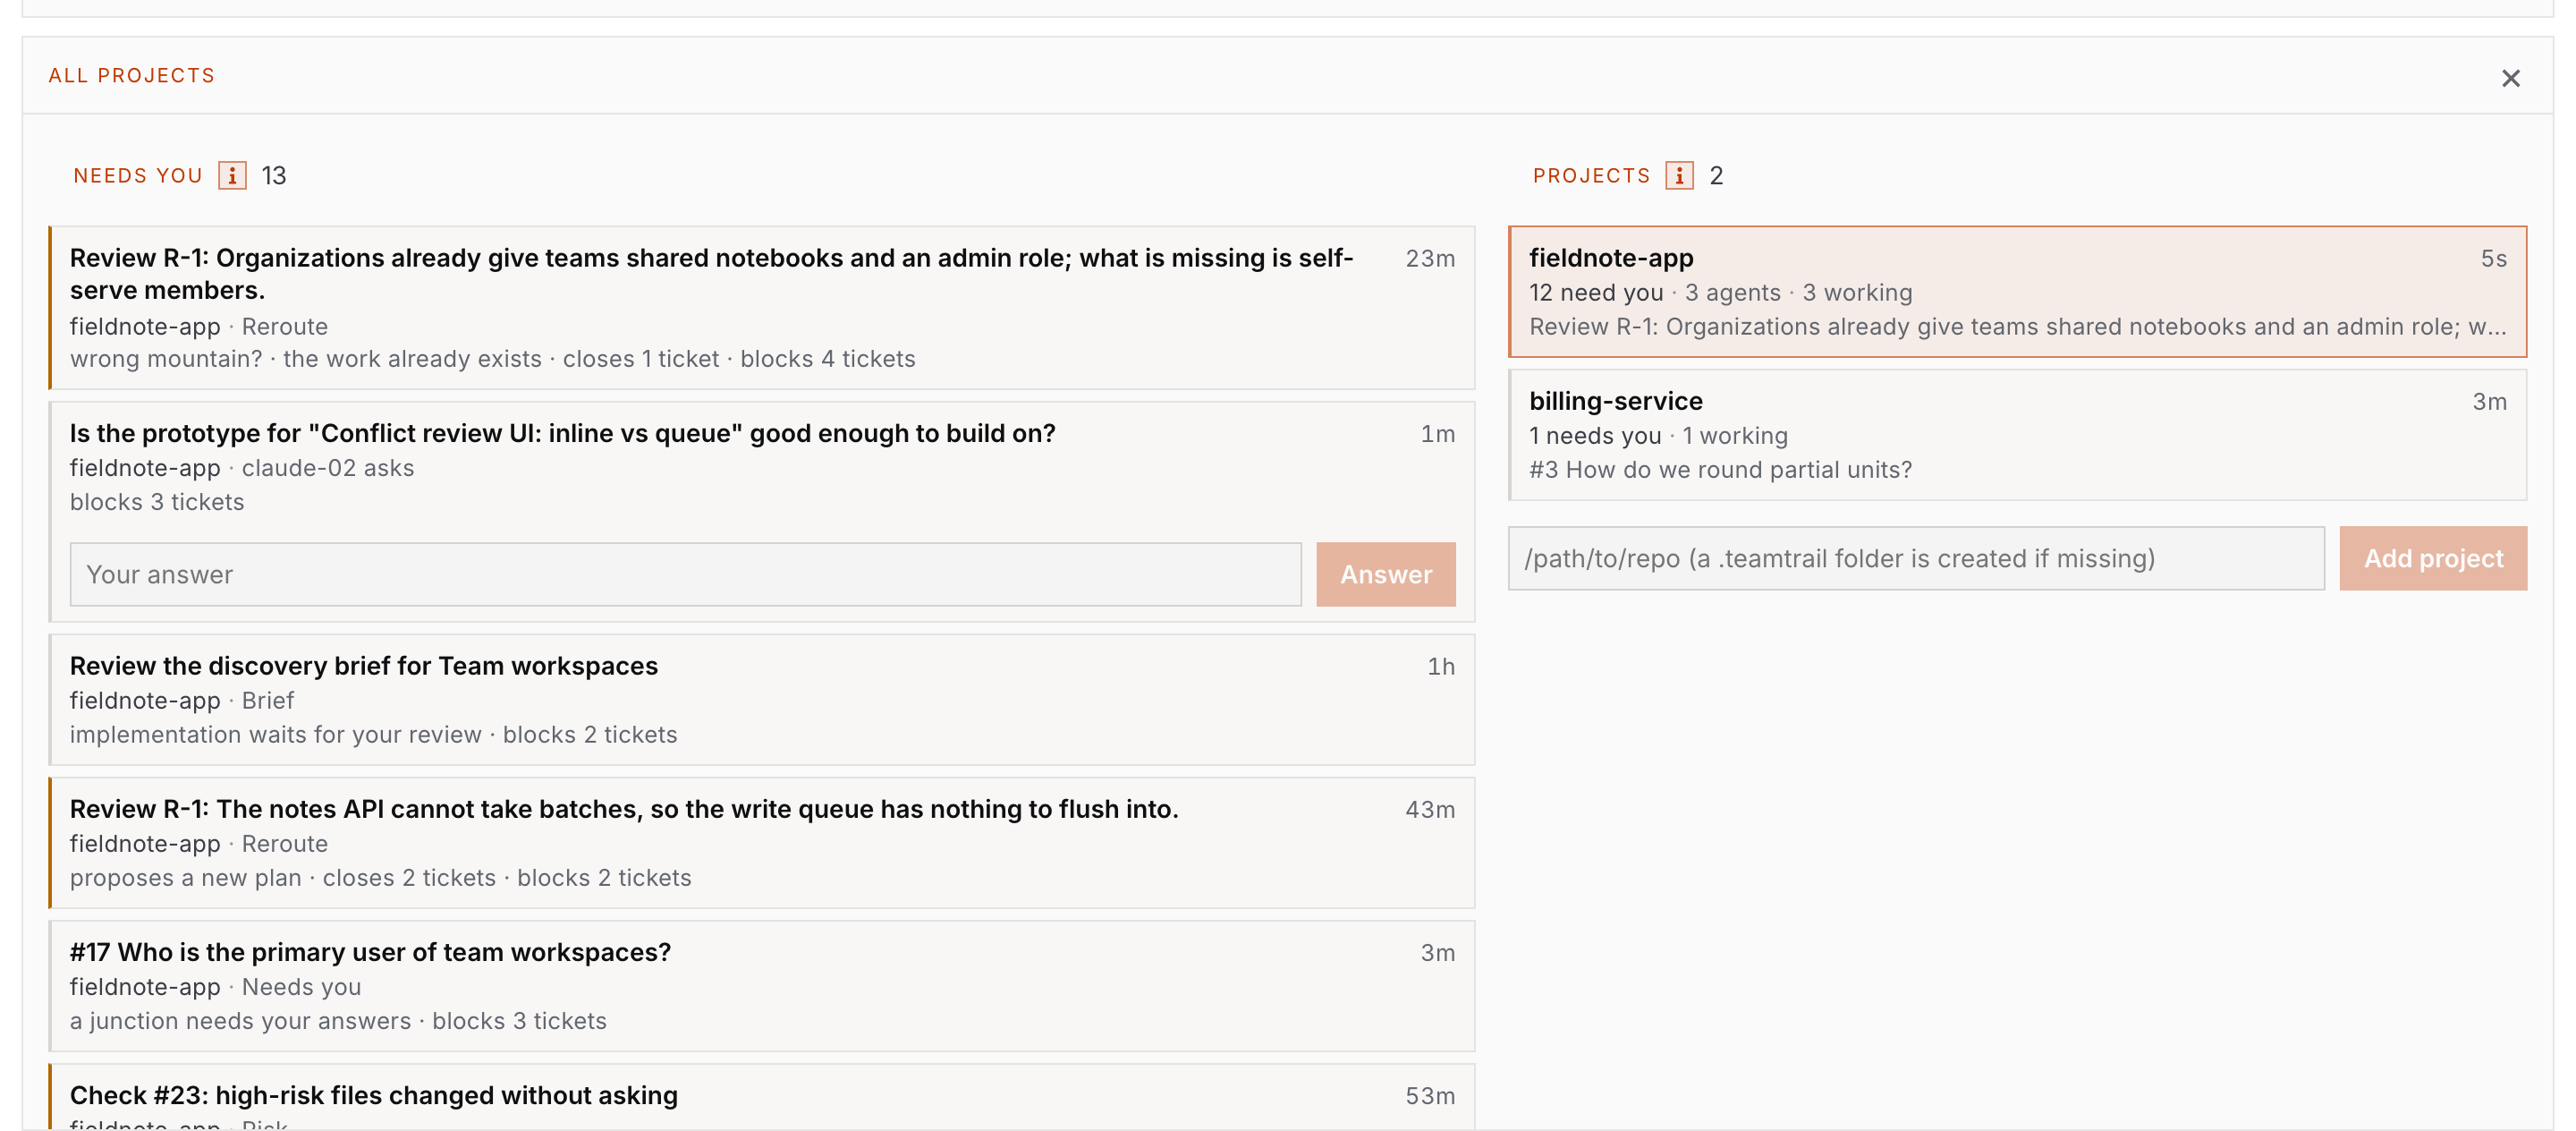 ALL PROJECTS
NEEDS YOU i 13
Review R-1: Organizations already give teams shared notebooks and an admin role; what is missing is self-
serve members.
23m
fieldnote-app · Reroute
wrong mountain? · the work already exists · closes 1 ticket · blocks 4 tickets
Is the prototype for "Conflict review UI: inline vs queue" good enough to build on?
1m
fieldnote-app · claude-02 asks
blocks 3 tickets
Your answer
Answer
Review the discovery brief for Team workspaces
1h
fieldnote-app · Brief
implementation waits for your review · blocks 2 tickets
Review R-1: The notes API cannot take batches, so the write queue has nothing to flush into.
43m
fieldnote-app · Reroute
proposes a new plan · closes 2 tickets · blocks 2 tickets
#17 Who is the primary user of team workspaces?
3m
fieldnote-app · Needs you
a junction needs your answers · blocks 3 tickets
Check #23: high-risk files changed without asking
53m
fieldnote-app · Risk
PROJECTS i 2
fieldnote-app
5s
12 need you · 3 agents · 3 working
Review R-1: Organizations already give teams shared notebooks and an admin role; w...
billing-service
3m
1 needs you · 1 working
#3 How do we round partial units?
/path/to/repo (a .teamtrail folder is created if missing)
Add project